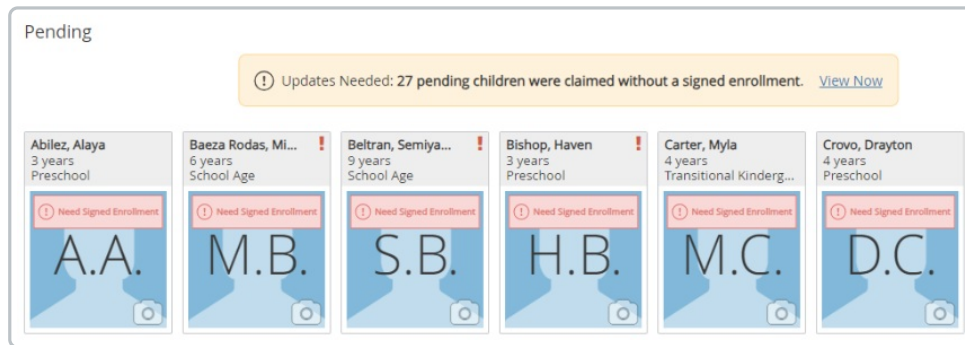 Pending
Updates Needed: 27 pending children were claimed without a signed enrollment. View Now
Abilez, Alaya
3 years
Preschool
Need Signed Enrollment
A.A.
Baeza Rodas, Mi... !
6 years
School Age
Need Signed Enrollment
M.B.
Beltran, Semiya... !
9 years
School Age
Need Signed Enrollment
S.B.
Bishop, Haven !
3 years
Preschool
Need Signed Enrollment
H.B.
Carter, Myla
4 years
Transitional Kinderg...
Need Signed Enrollment
M.C.
Crovo, Drayton
4 years
Preschool
Need Signed Enrollment
D.C.